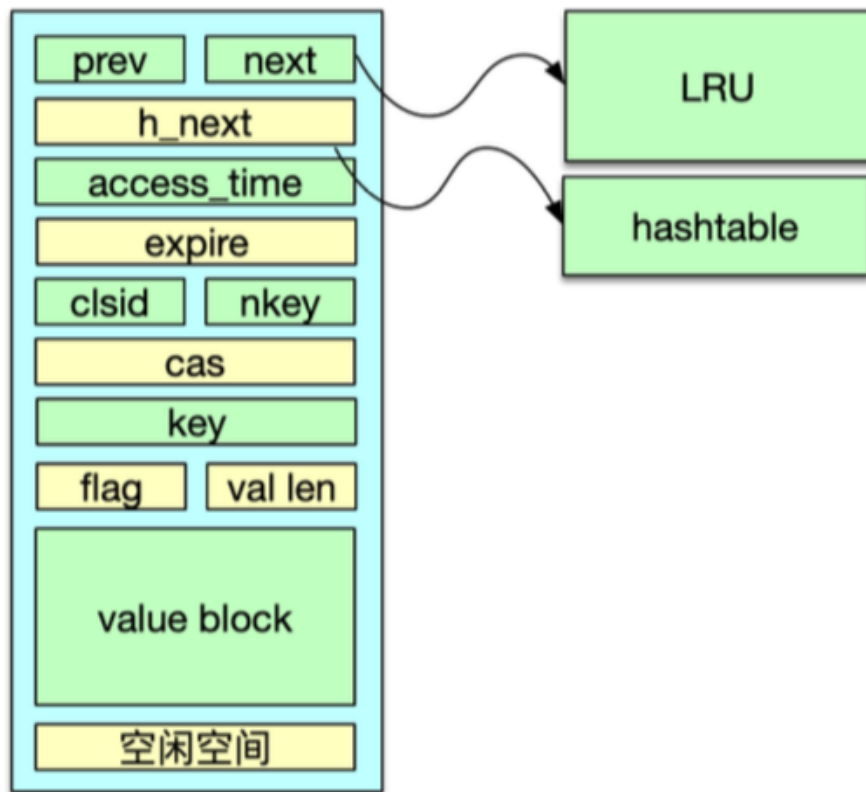 prev next
LRU
h_next
access_time
hashtable
expire
clsid nkey
cas
key
flag val len
value block
空闲空间